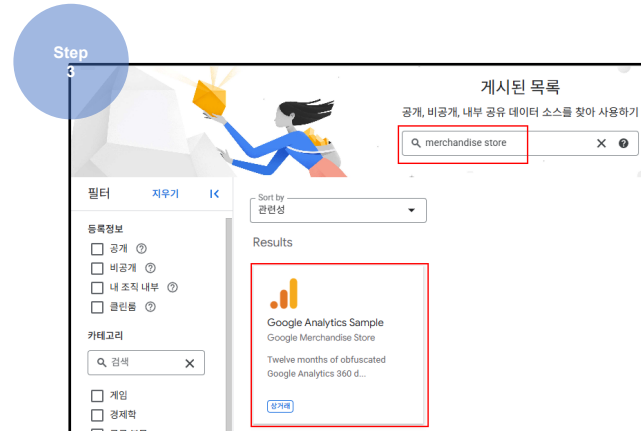 Step
3
게시된 목록
공개, 비공개, 내부 공유 데이터 소스를 찾아 사용하기
merchandise store
필터 지우기
Sort by
관련성
등록정보
공개
비공개
내 조직 내부
클린룸
카테고리
검색
게임
경제학
Results
Google Analytics Sample
Google Merchandise Store
Twelve months of obfuscated
Google Analytics 360 d...
상거래